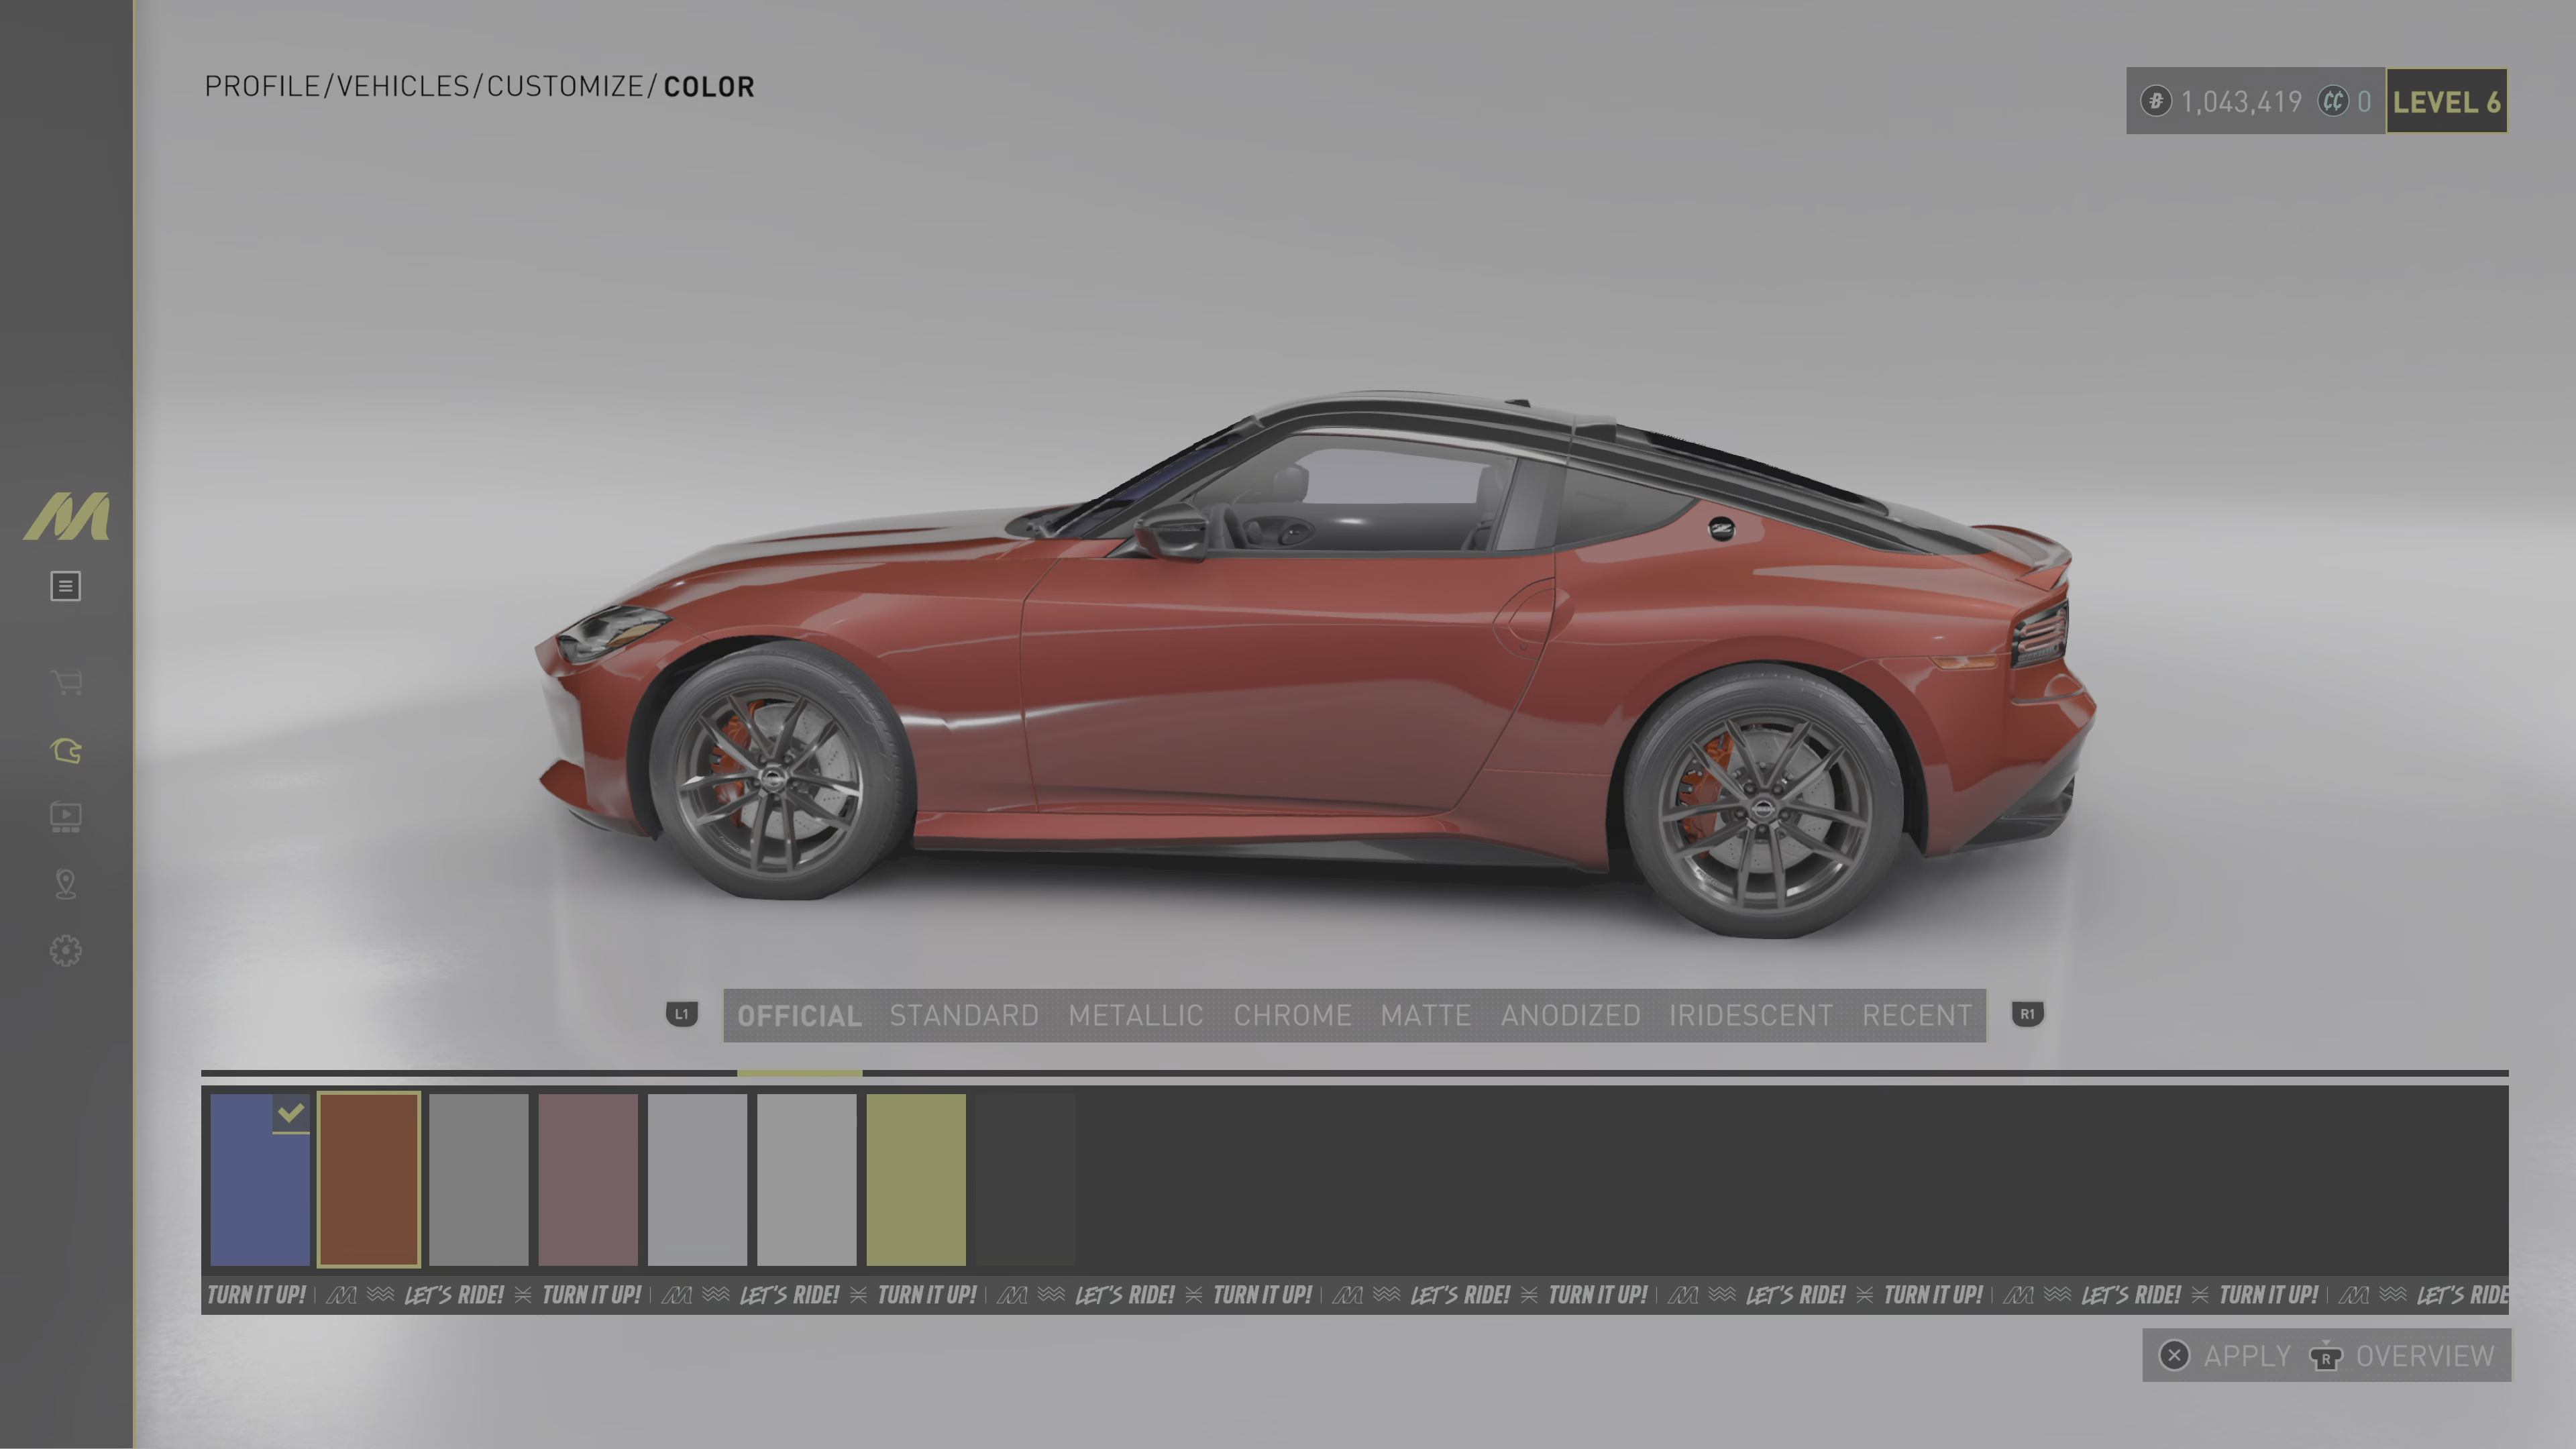 PROFILE/VEHICLES/CUSTOMIZE/COLOR
1,043,419 CC 0 LEVEL 6
L1 OFFICIAL STANDARD METALLIC CHROME MATTE ANODIZED IRIDESCENT RECENT R1
TURN IT UP! LET'S RIDE! TURN IT UP! LET'S RIDE! TURN IT UP! LET'S RIDE! TURN IT UP! LET'S RIDE! TURN IT UP! LET'S RIDE! TURN IT UP! LET'S RIDE! TURN IT UP! LET'S RIDE
APPLY R OVERVIEW